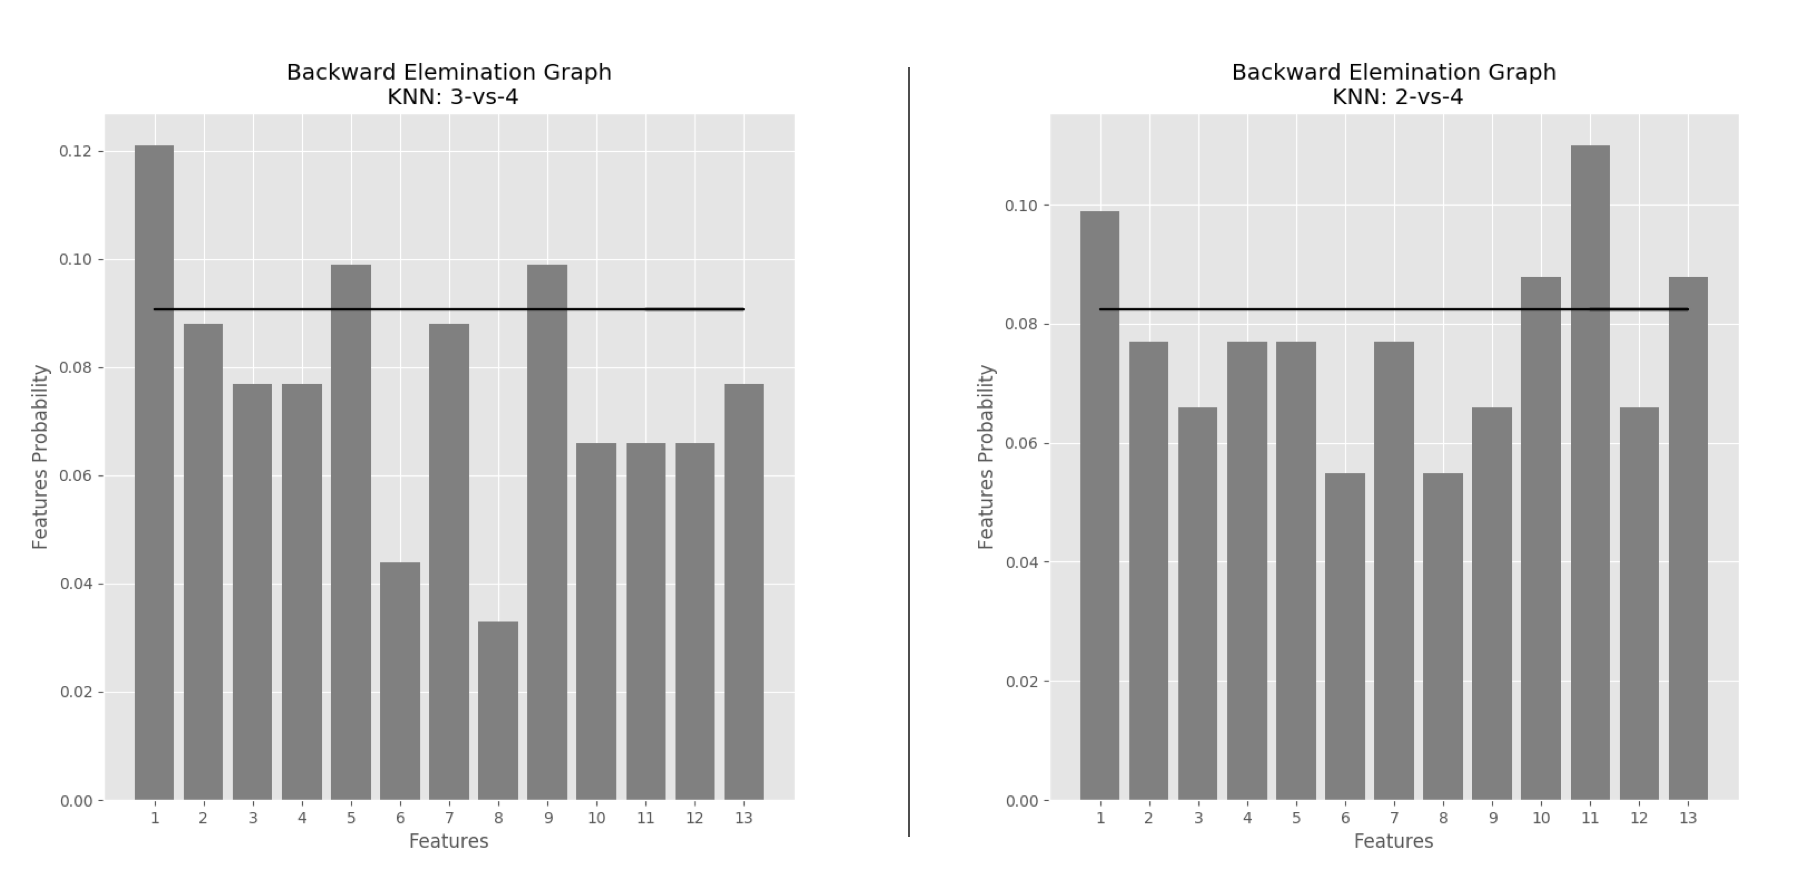 Backward Elemination Graph
KNN: 3-vs-4
Features Probability
0.12
0.10
0.08
0.06
0.04
0.02
0.00
1 2 3 4 5 6 7 8 9 10 11 12 13
Features
Backward Elemination Graph
KNN: 2-vs-4
Features Probability
0.10
0.08
0.06
0.04
0.02
0.00
1 2 3 4 5 6 7 8 9 10 11 12 13
Features